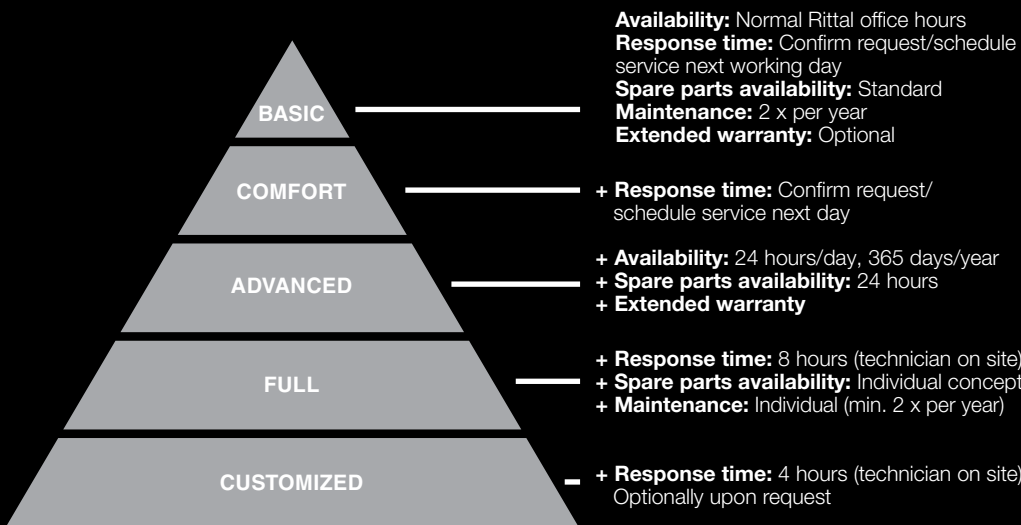 BASIC
Availability: Normal Rittal office hours
Response time: Confirm request/schedule
service next working day
Spare parts availability: Standard
Maintenance: 2 x per year
Extended warranty: Optional
COMFORT
+ Response time: Confirm request/
schedule service next day
ADVANCED
+ Availability: 24 hours/day, 365 days/year
+ Spare parts availability: 24 hours
+ Extended warranty
FULL
+ Response time: 8 hours (technician on site)
+ Spare parts availability: Individual concept
+ Maintenance: Individual (min. 2 x per year)
CUSTOMIZED
+ Response time: 4 hours (technician on site)
Optionally upon request